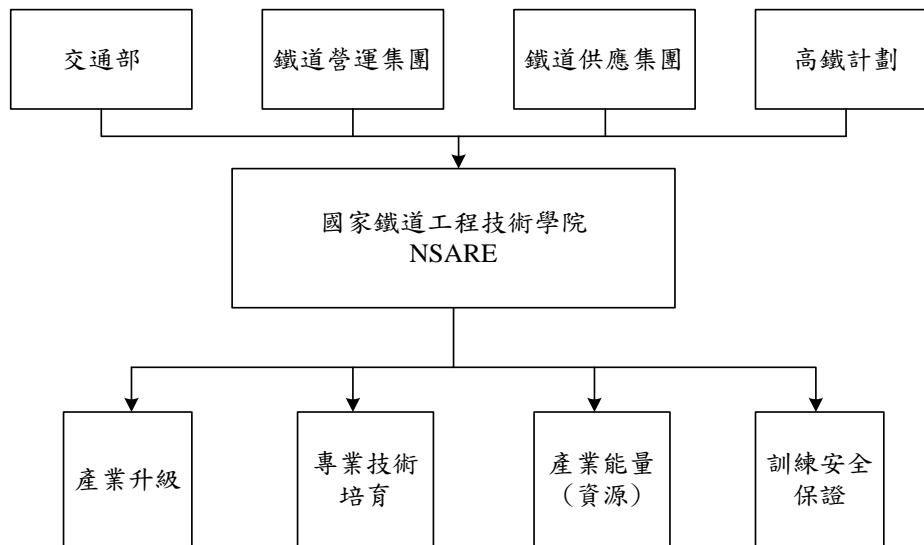 交通部
鐵道營運集團
鐵道供應集團
高鐵計劃
國家鐵道工程技術學院
NSARE
產業升級
專業技術
培育
產業能量
（資源）
訓練安全
保證